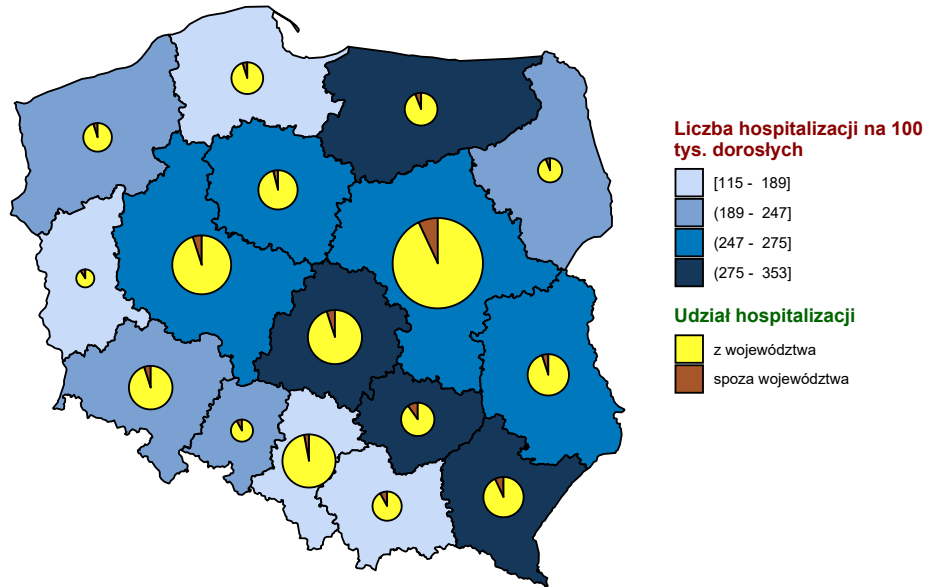 Liczba hospitalizacji na 100
tys. dorosłych
[115 - 189]
(189 - 247]
(247 - 275]
(275 - 353]
Udział hospitalizacji
z województwa
spoza województwa